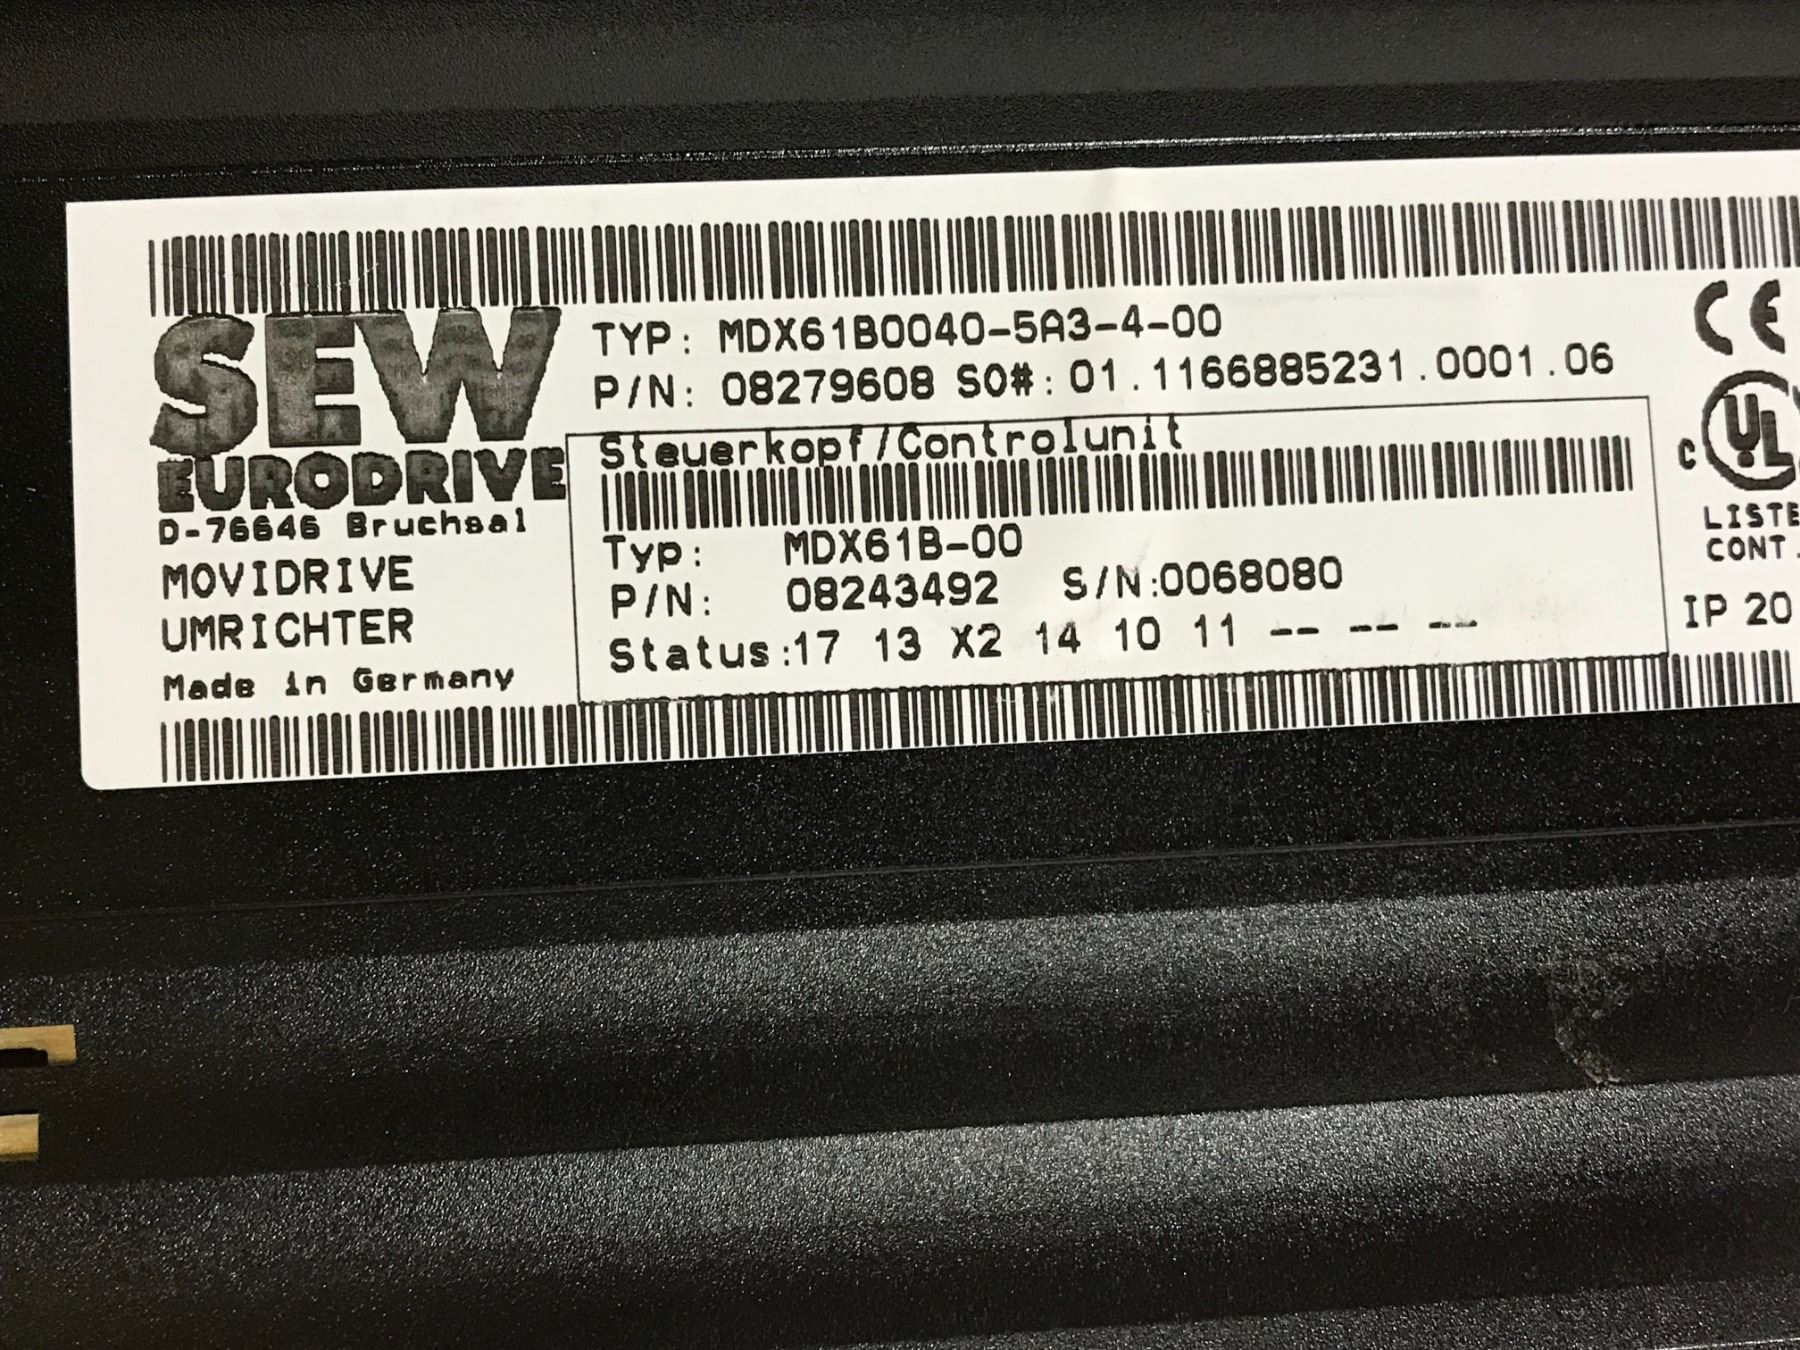 SEW
EURODRIVE
D-76646 Bruchsal
MOVIDRIVE
UMRICHTER
Made in Germany
TYP: MDX61B0040-5A3-4-00
P/N: 08279608 SO#: 01.1166885231.0001.06
Steuerkopf/Controlunit
Typ: MDX61B-00
P/N: 08243492 S/N:0068080
Status:17 13 X2 14 10 11 -- -- --
CE
c UL
LISTE
CONT.
IP 20